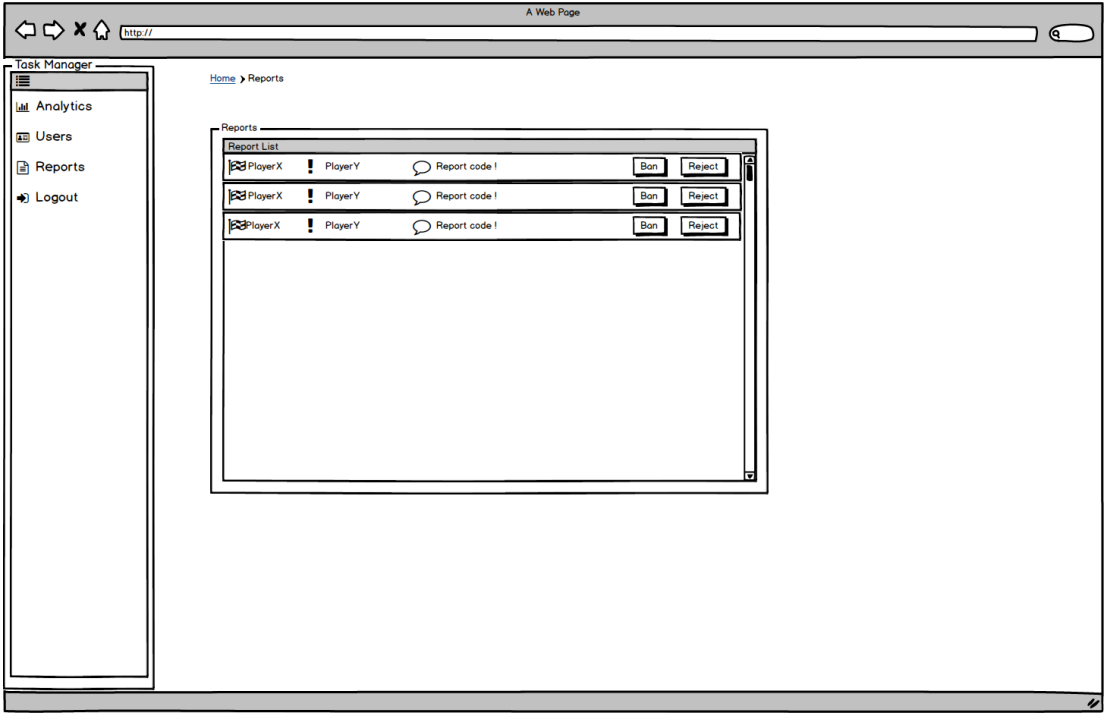 A Web Page
http://
Task Manager
Analytics
Users
Reports
Logout
Home Reports
Reports
Report List
PlayerX ! PlayerY Report code ! Ban Reject
PlayerX ! PlayerY Report code ! Ban Reject
PlayerX ! PlayerY Report code ! Ban Reject